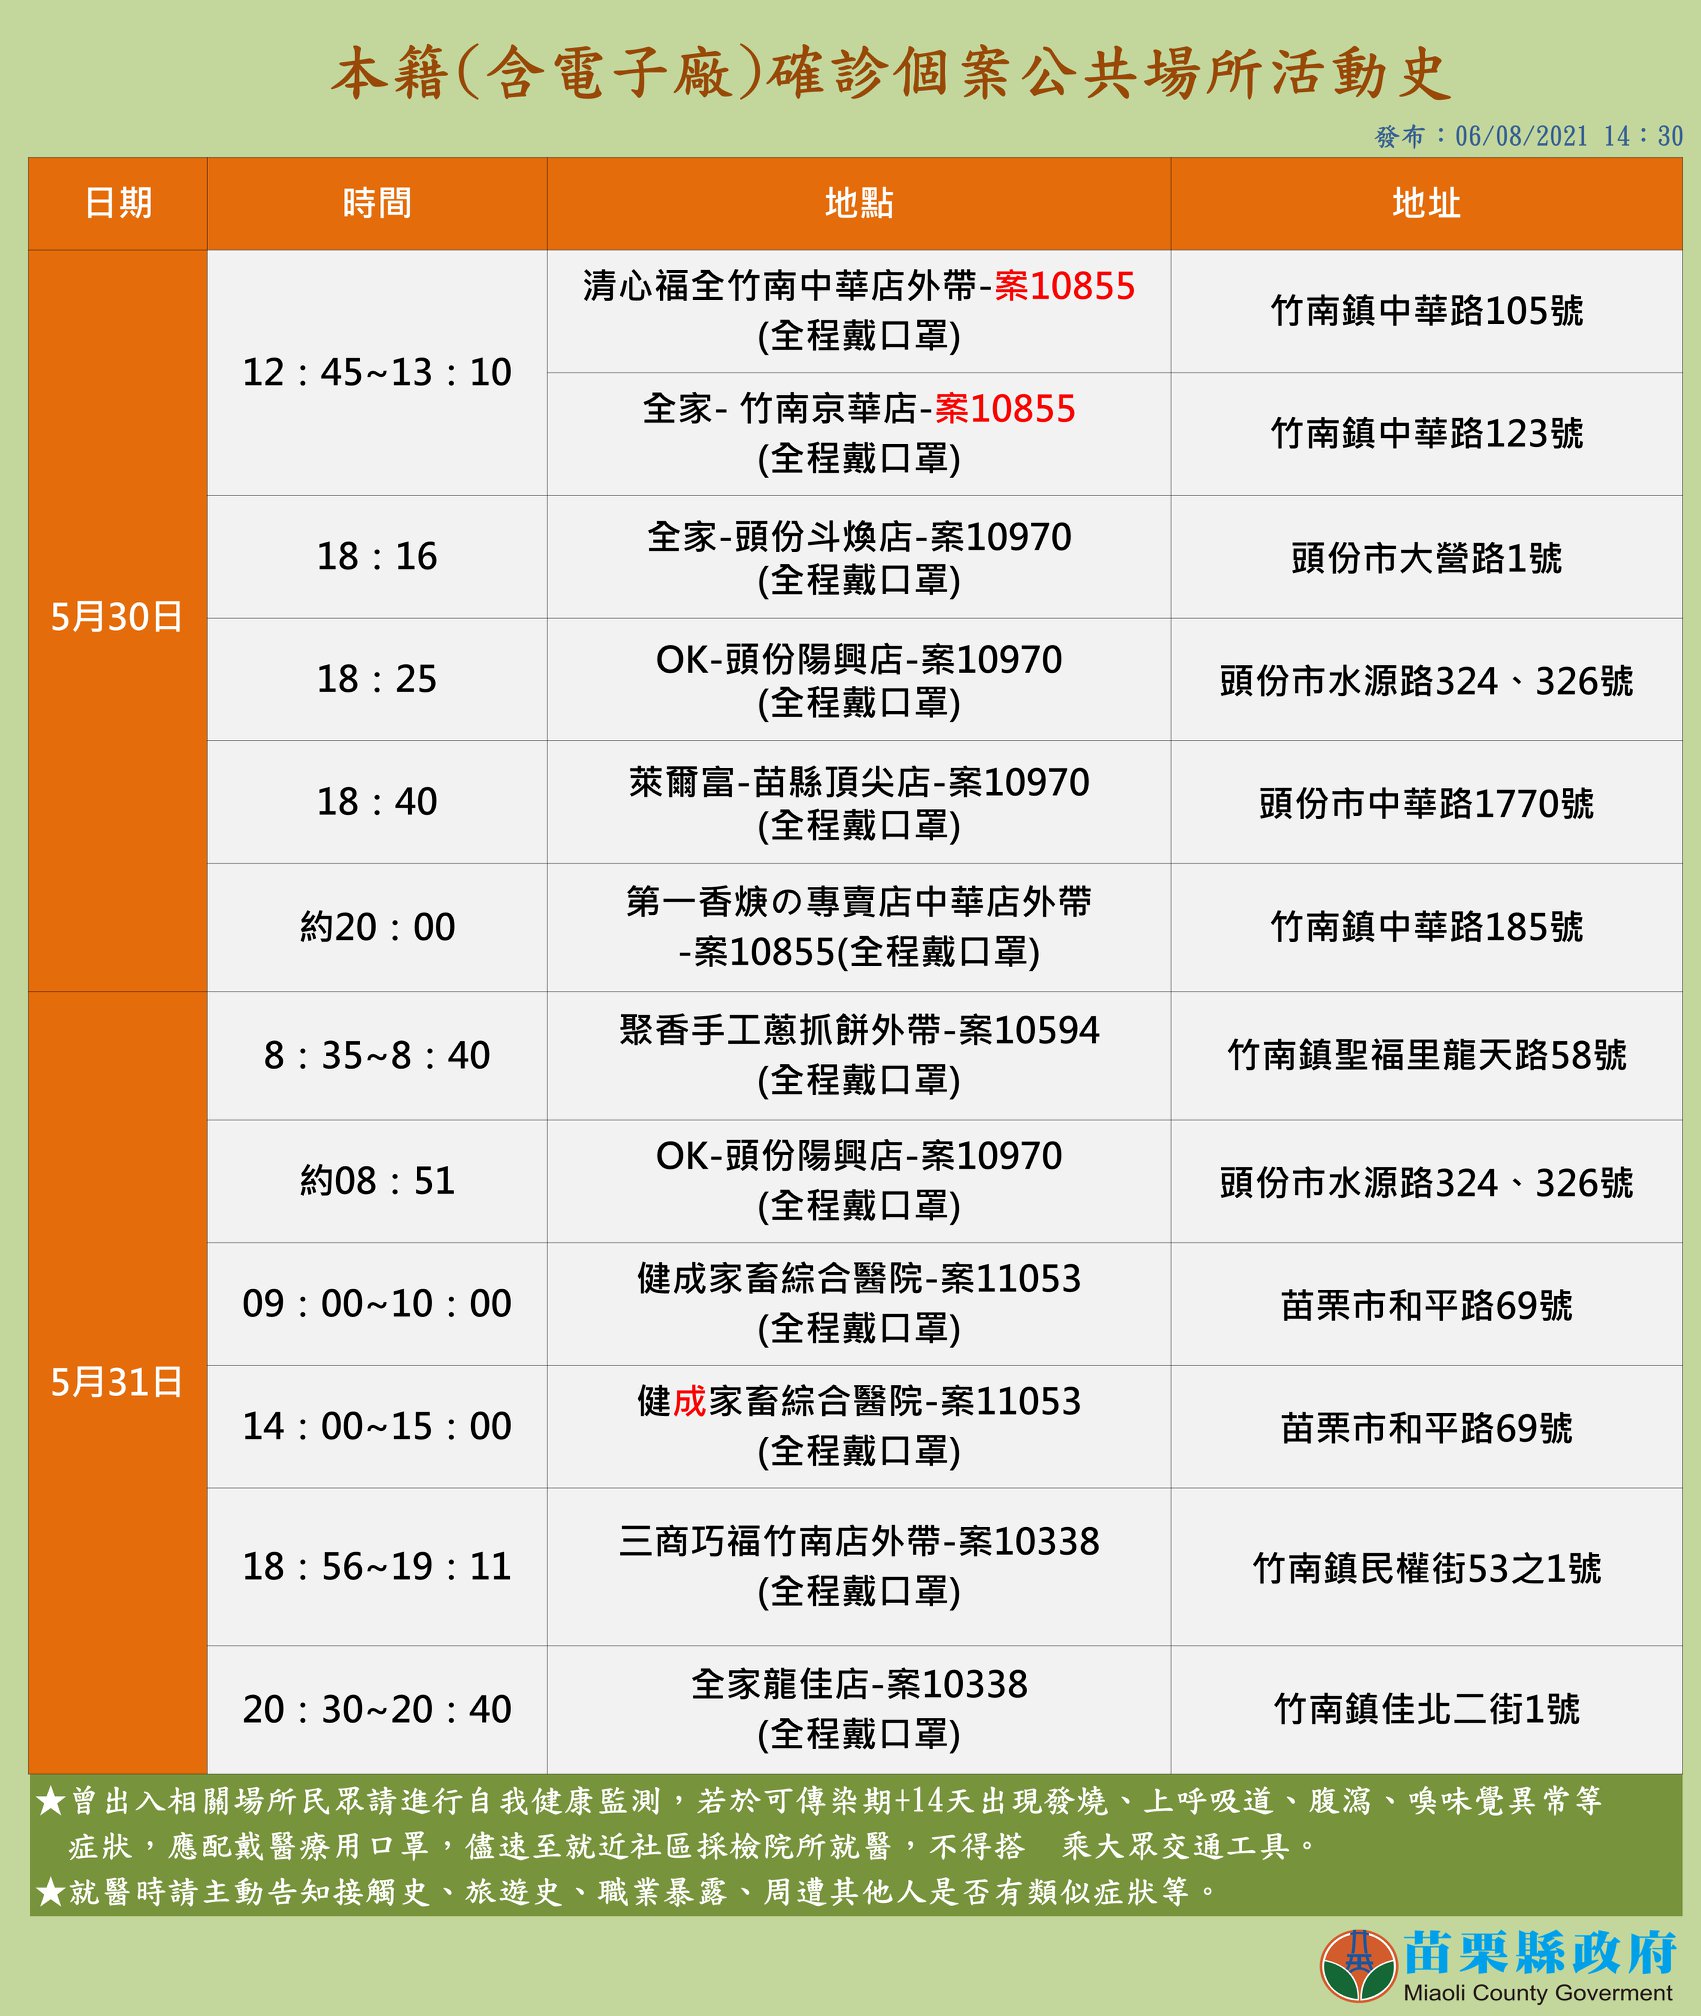 本籍(含電子廠)確診個案公共場所活動史
發布：06/08/2021 14：30
日期 時間 地點 地址
5月30日
12：45~13：10
清心福全竹南中華店外帶-案10855
(全程戴口罩)
竹南鎮中華路105號
全家- 竹南京華店-案10855
(全程戴口罩)
竹南鎮中華路123號
18：16
全家-頭份斗煥店-案10970
(全程戴口罩)
頭份市大營路1號
18：25
OK-頭份陽興店-案10970
(全程戴口罩)
頭份市水源路324、326號
18：40
萊爾富-苗縣頂尖店-案10970
(全程戴口罩)
頭份市中華路1770號
約20：00
第一香焿の專賣店中華店外帶
-案10855(全程戴口罩)
竹南鎮中華路185號
5月31日
8：35~8：40
聚香手工蔥抓餅外帶-案10594
(全程戴口罩)
竹南鎮聖福里龍天路58號
約08：51
OK-頭份陽興店-案10970
(全程戴口罩)
頭份市水源路324、326號
09：00~10：00
健成家畜綜合醫院-案11053
(全程戴口罩)
苗栗市和平路69號
14：00~15：00
健成家畜綜合醫院-案11053
(全程戴口罩)
苗栗市和平路69號
18：56~19：11
三商巧福竹南店外帶-案10338
(全程戴口罩)
竹南鎮民權街53之1號
20：30~20：40
全家龍佳店-案10338
(全程戴口罩)
竹南鎮佳北二街1號
★曾出入相關場所民眾請進行自我健康監測，若於可傳染期+14天出現發燒、上呼吸道、腹瀉、嗅味覺異常等
症狀，應配戴醫療用口罩，儘速至就近社區採檢院所就醫，不得搭　乘大眾交通工具。
★就醫時請主動告知接觸史、旅遊史、職業暴露、周遭其他人是否有類似症狀等。
苗栗縣政府
Miaoli County Goverment